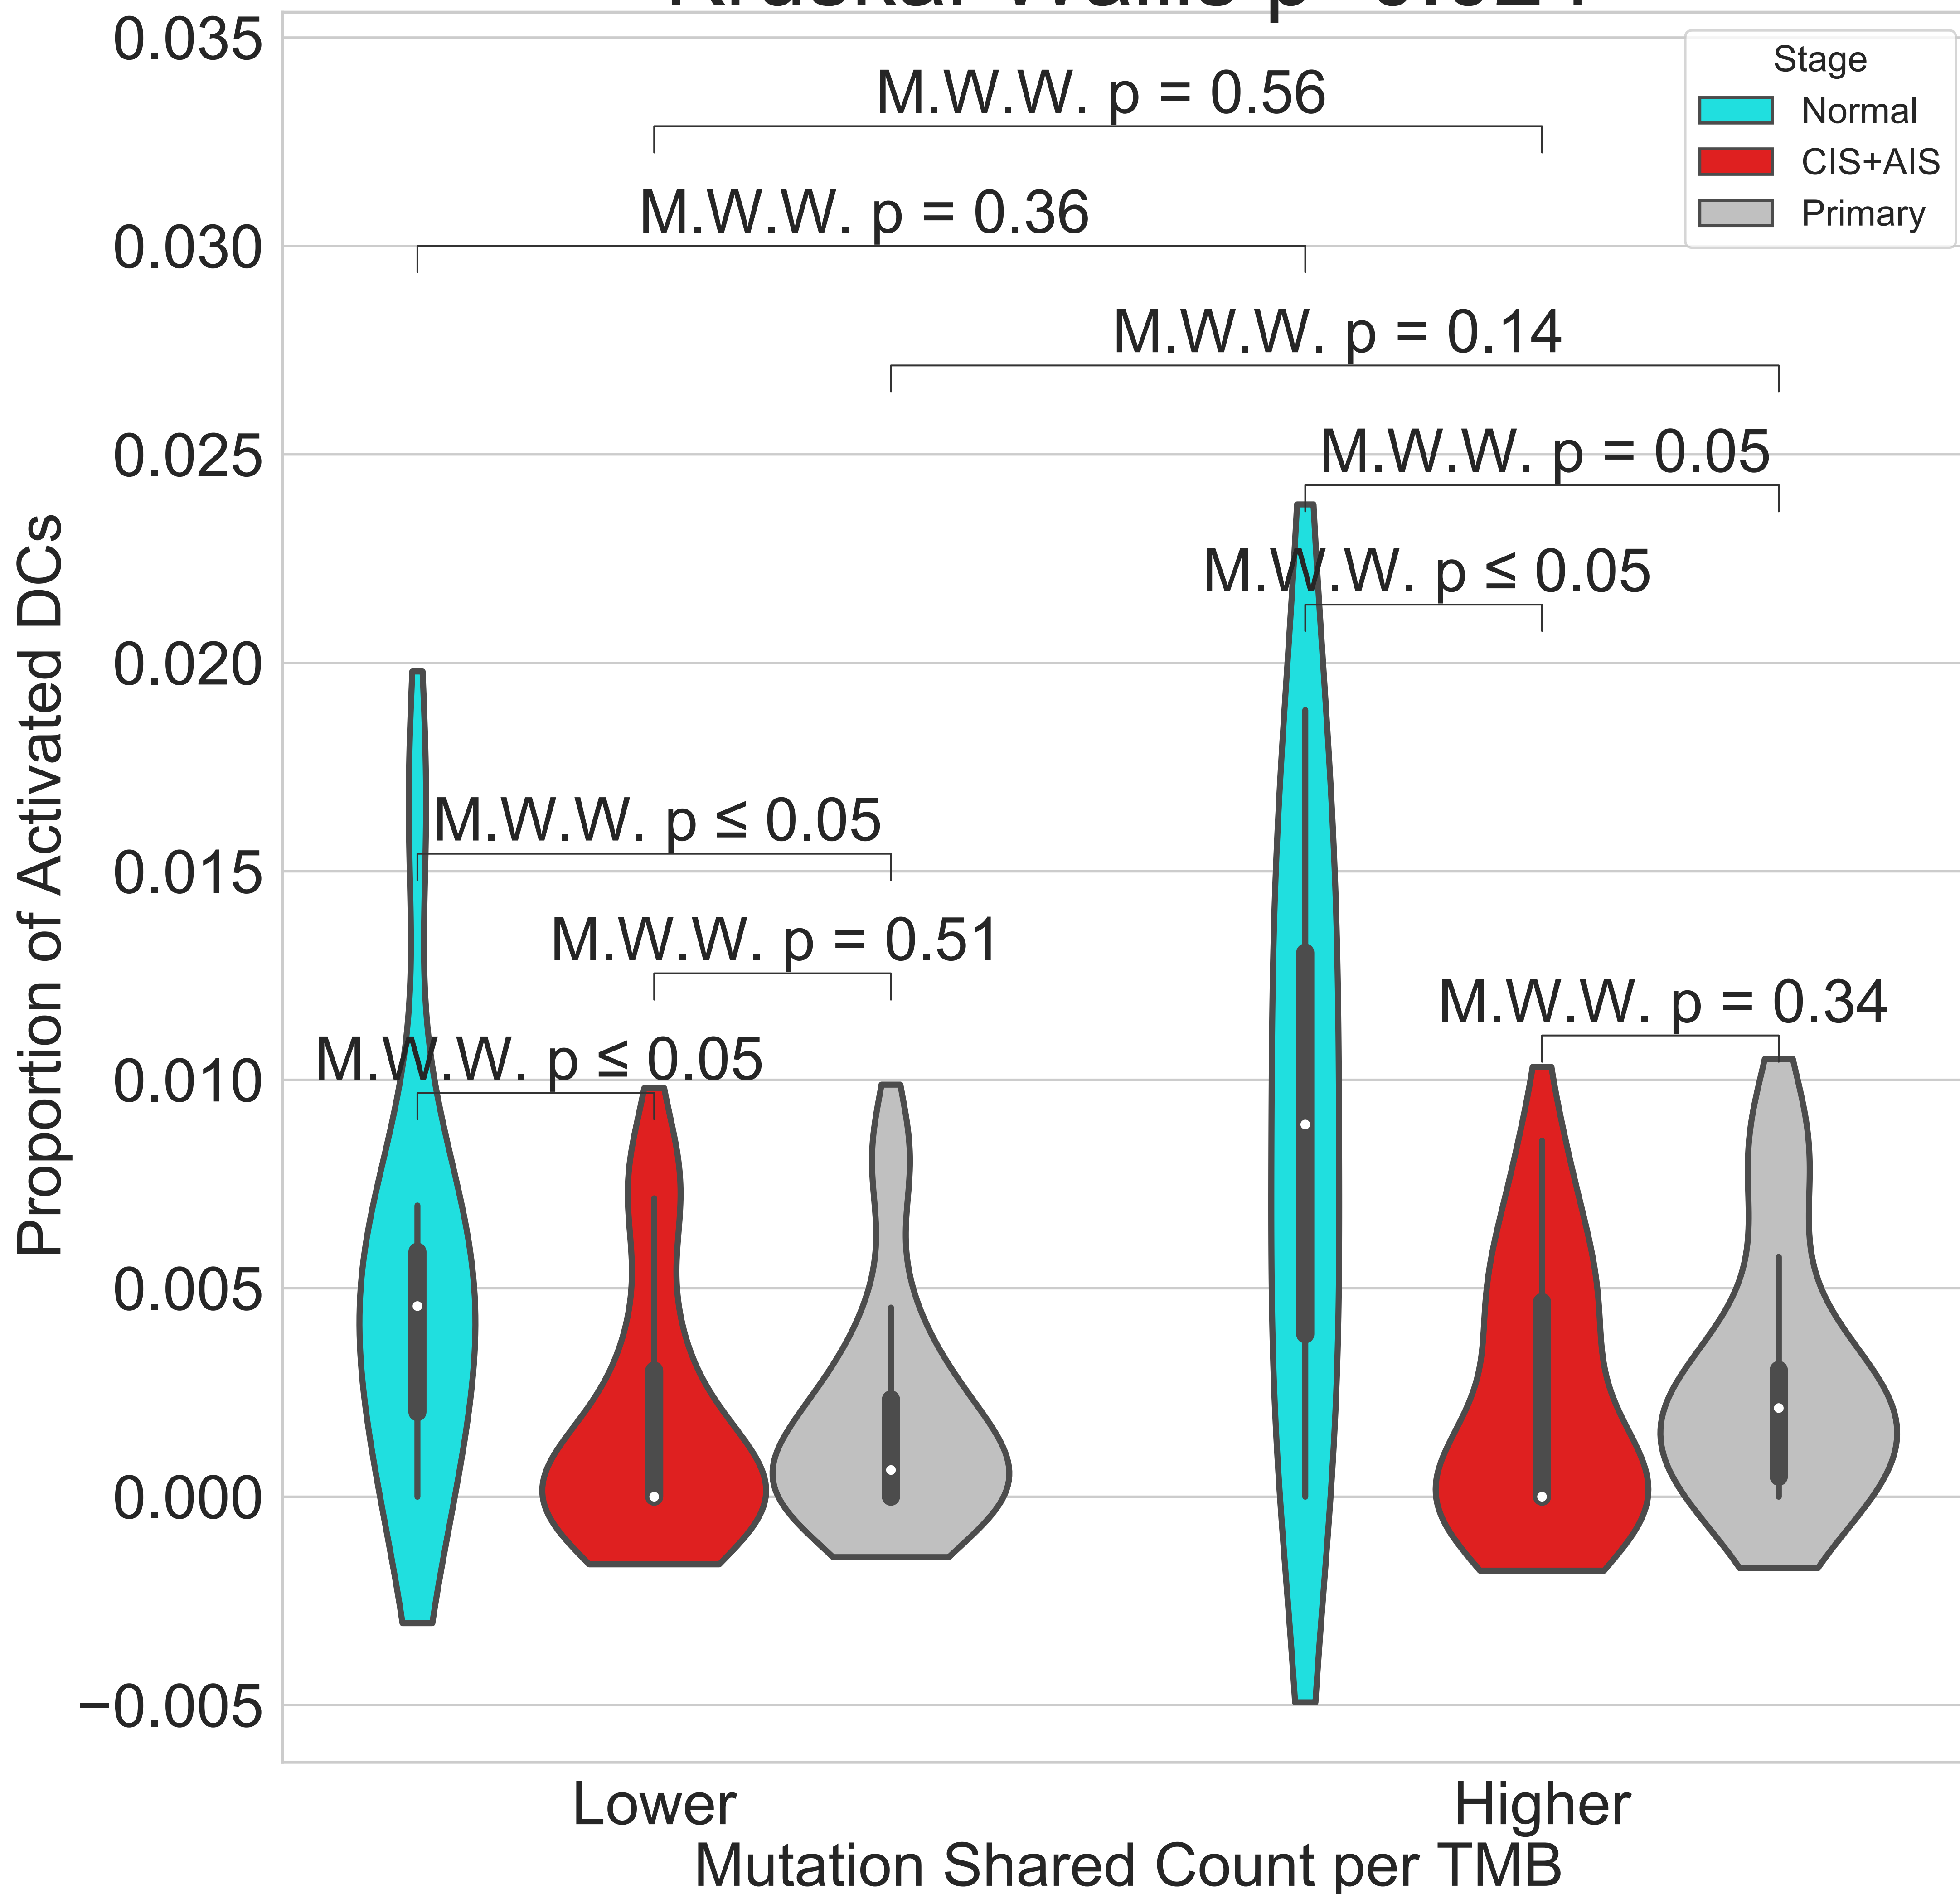 0.035
0.030
0.025
0.020
0.015
0.010
0.005
0.000
−0.005
Proportion of Activated DCs
Stage
Normal
CIS+AIS
Primary
M.W.W. p = 0.56
M.W.W. p = 0.36
M.W.W. p = 0.14
M.W.W. p = 0.05
M.W.W. p ≤ 0.05
M.W.W. p ≤ 0.05
M.W.W. p = 0.51
M.W.W. p = 0.34
M.W.W. p ≤ 0.05
Lower
Higher
Mutation Shared Count per TMB